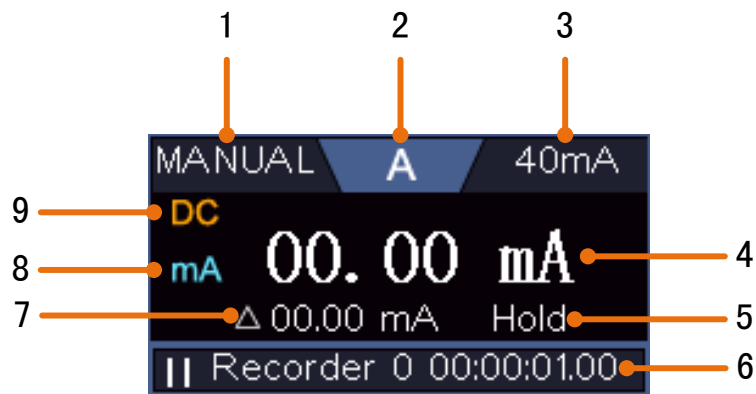 1 2 3
MANUAL A 40mA
9 DC
8 mA 00.00 mA 4
7 △ 00.00 mA Hold 5
|| Recorder 0 00:00:01.00 6